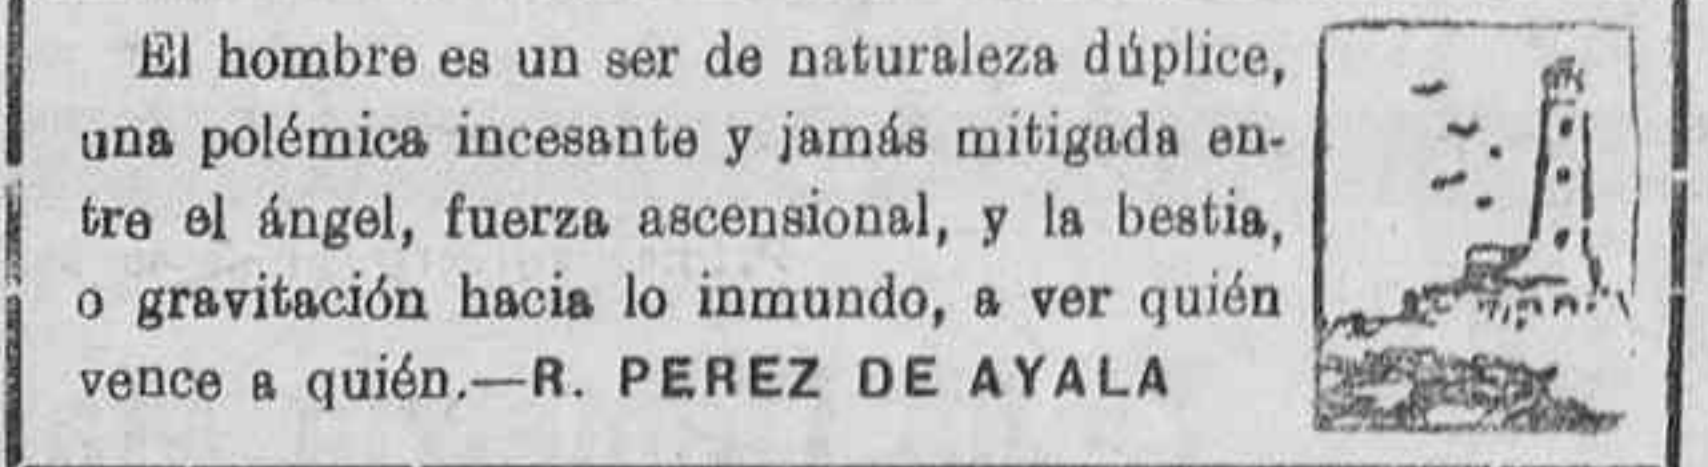 El hombre es un ser de naturaleza dúplice,
una polémica incesante y jamás mitigada en-
tre el ángel, fuerza ascensional, y la bestia,
o gravitación hacia lo inmundo, a ver quién
vence a quién.—R. PEREZ DE AYALA